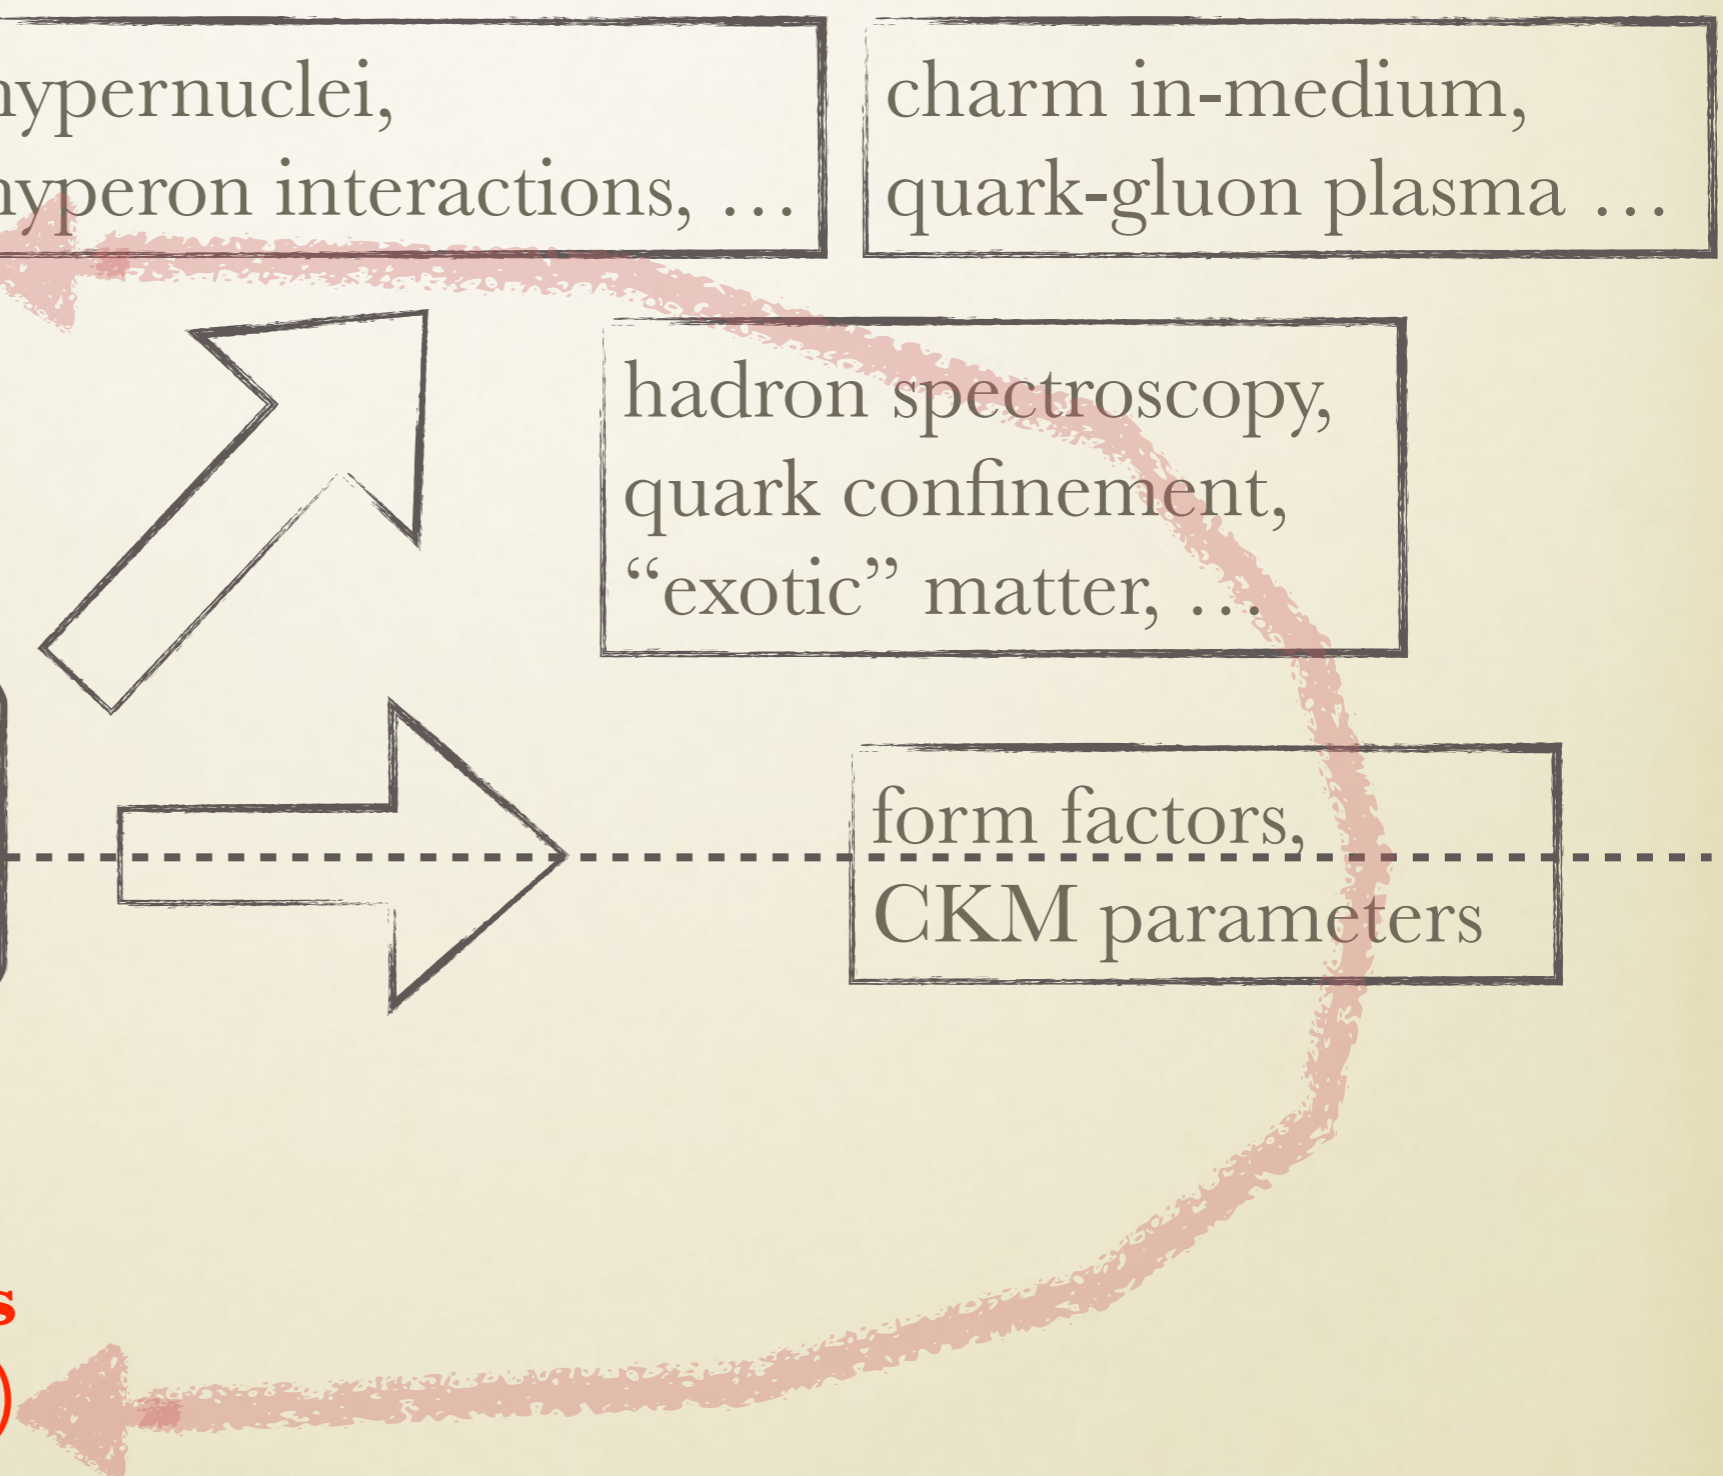 hypernuclei,
hyperon interactions, …
charm in-medium,
quark-gluon plasma …
hadron spectroscopy,
quark confinement,
“exotic” matter, …
form factors,
CKM parameters
s
)